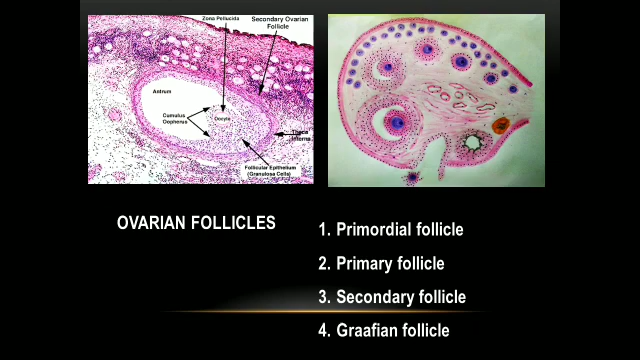 Zona Pellucida
Secondary Ovarian
Follicle
Antrum
Cumulus
Oopherus
Oocyte
Theca
Interna
Follicular Epithelium
(Granulosa Cells)
OVARIAN FOLLICLES
1. Primordial follicle
2. Primary follicle
3. Secondary follicle
4. Graafian follicle